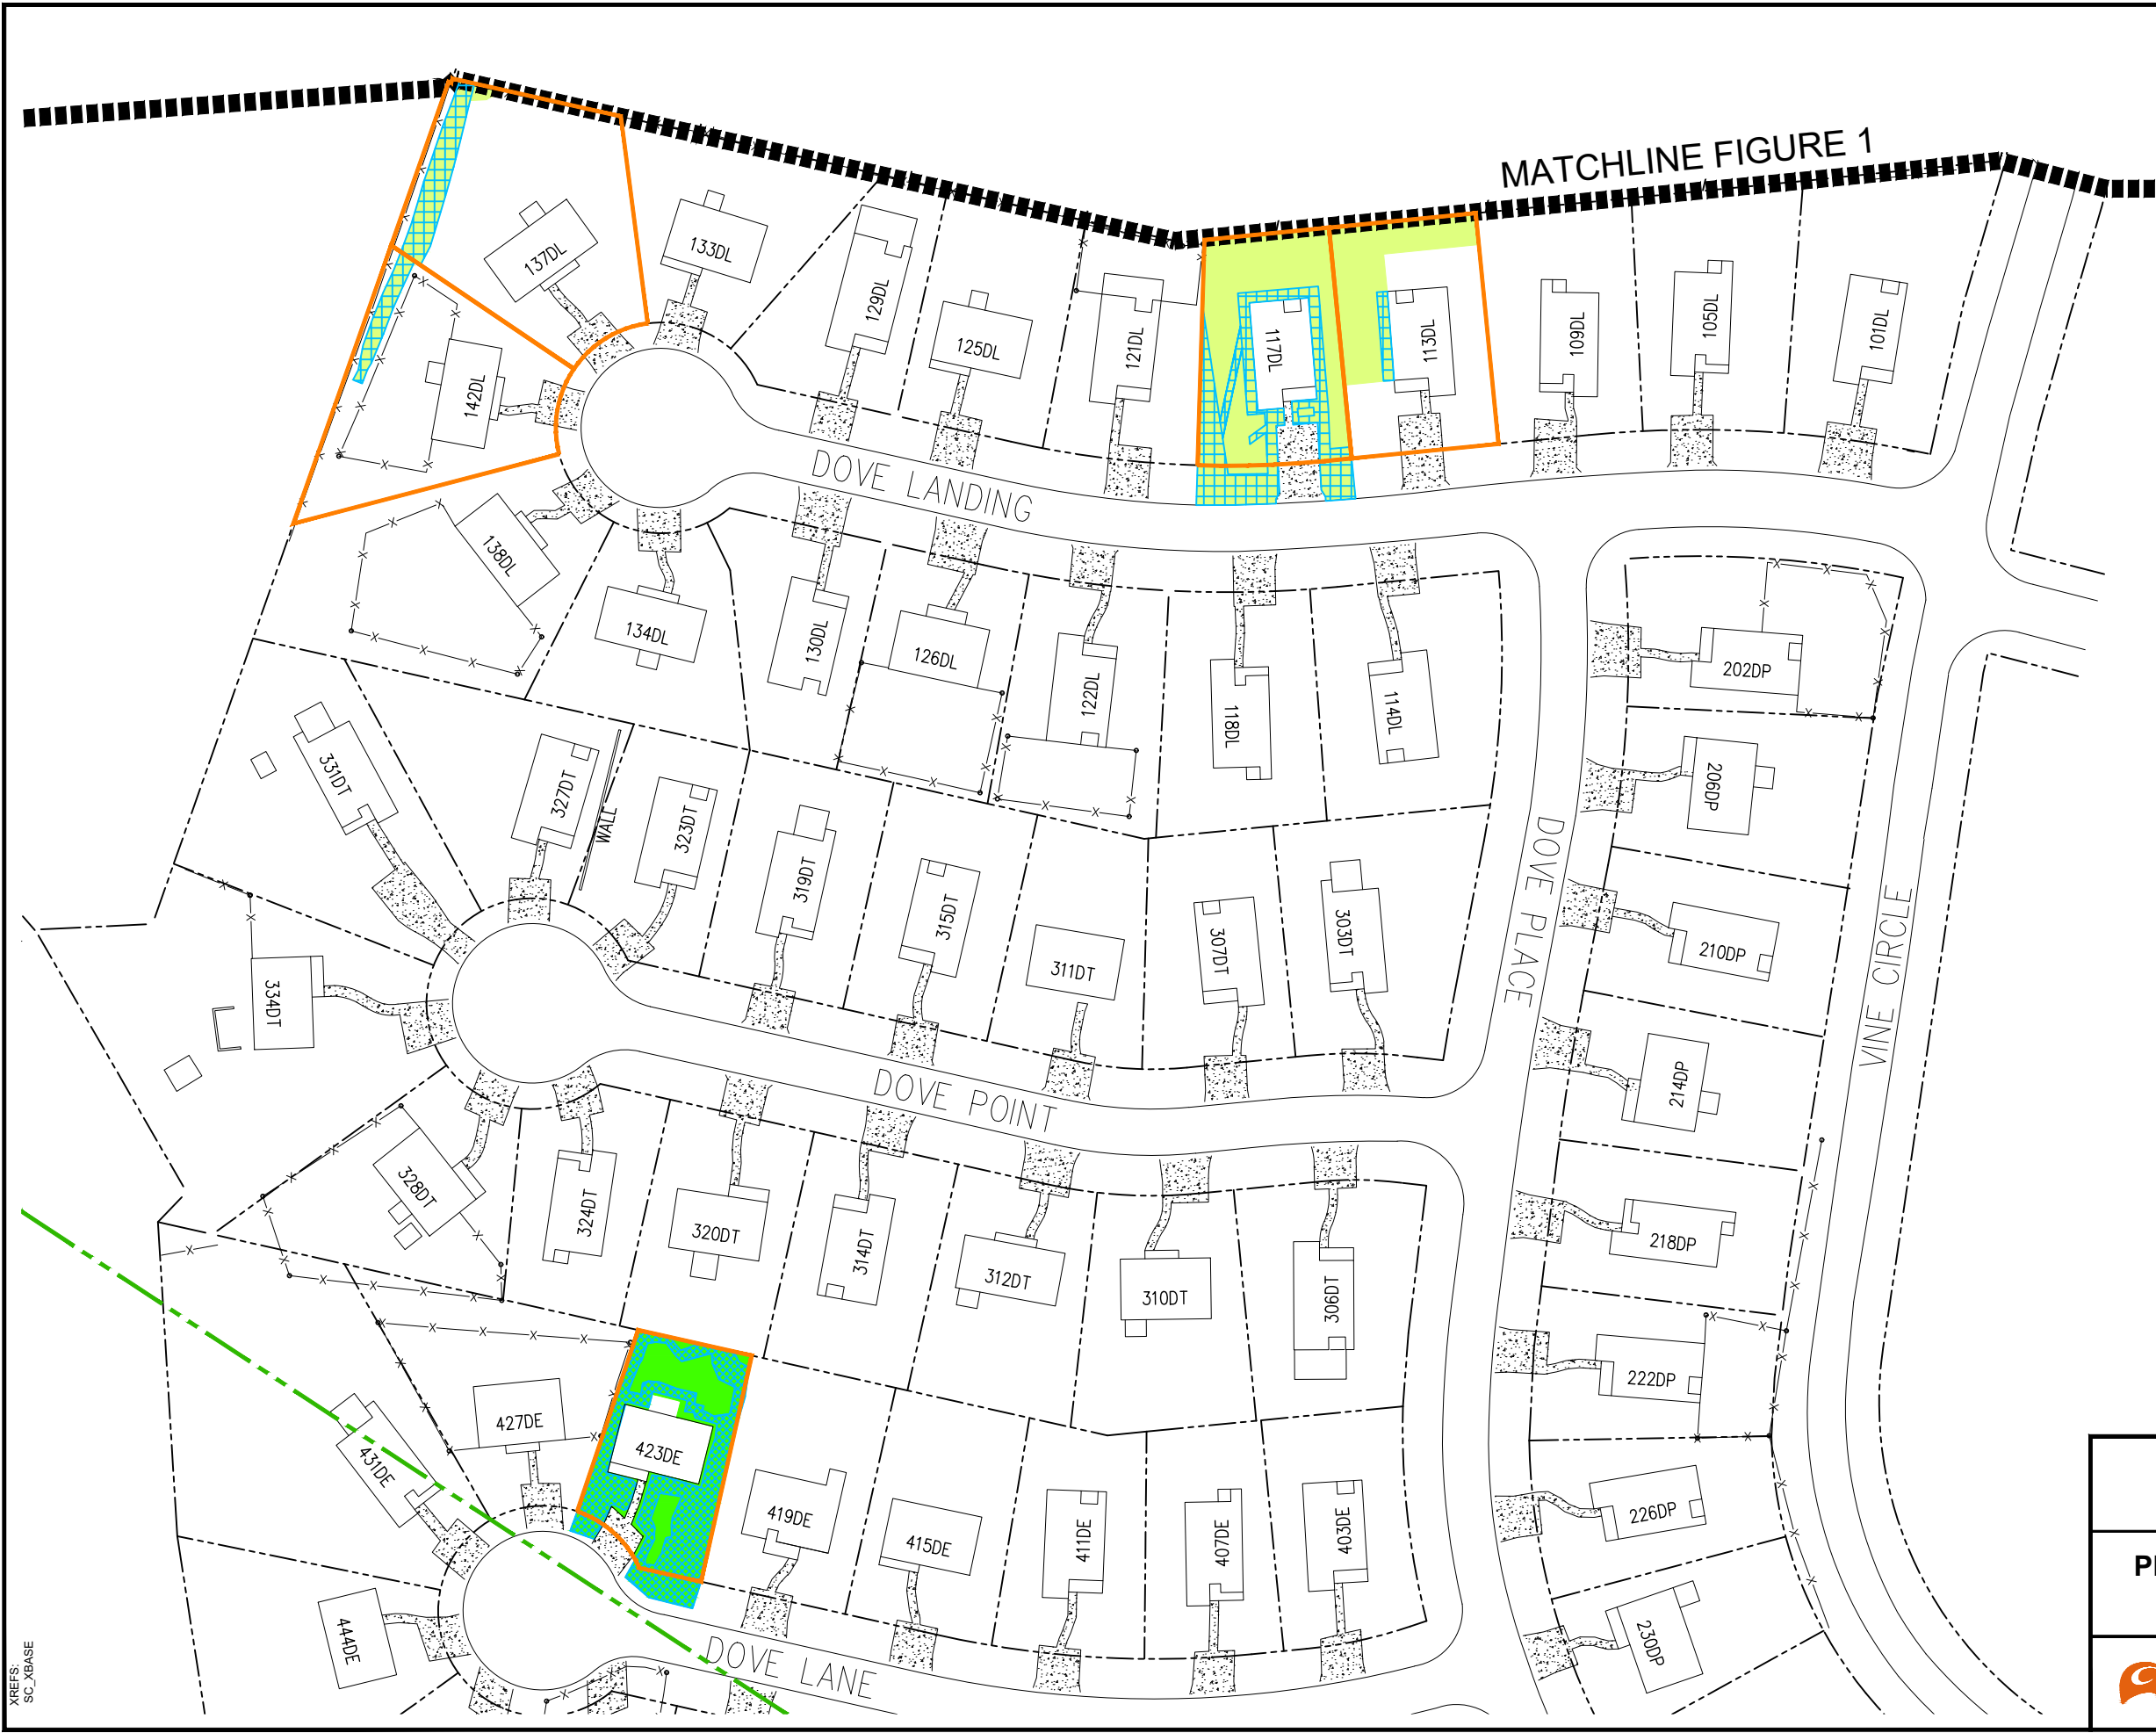 MATCHLINE FIGURE 1
137DL
133DL
129DL
125DL
121DL
117DL
113DL
109DL
105DL
101DL
142DL
DOVE LANDING
138DL
134DL
130DL
126DL
122DL
118DL
114DL
202DP
206DP
331DT
327DT
WALL
323DT
319DT
315DT
311DT
307DT
303DT
DOVE PLACE
210DP
VINE CIRCLE
334DT
214DP
DOVE POINT
328DT
324DT
320DT
314DT
312DT
310DT
306DT
218DP
222DP
431DE
427DE
423DE
419DE
415DE
411DE
407DE
403DE
226DP
230DP
444DE
DOVE LANE
XREFS:
SC_XBASE